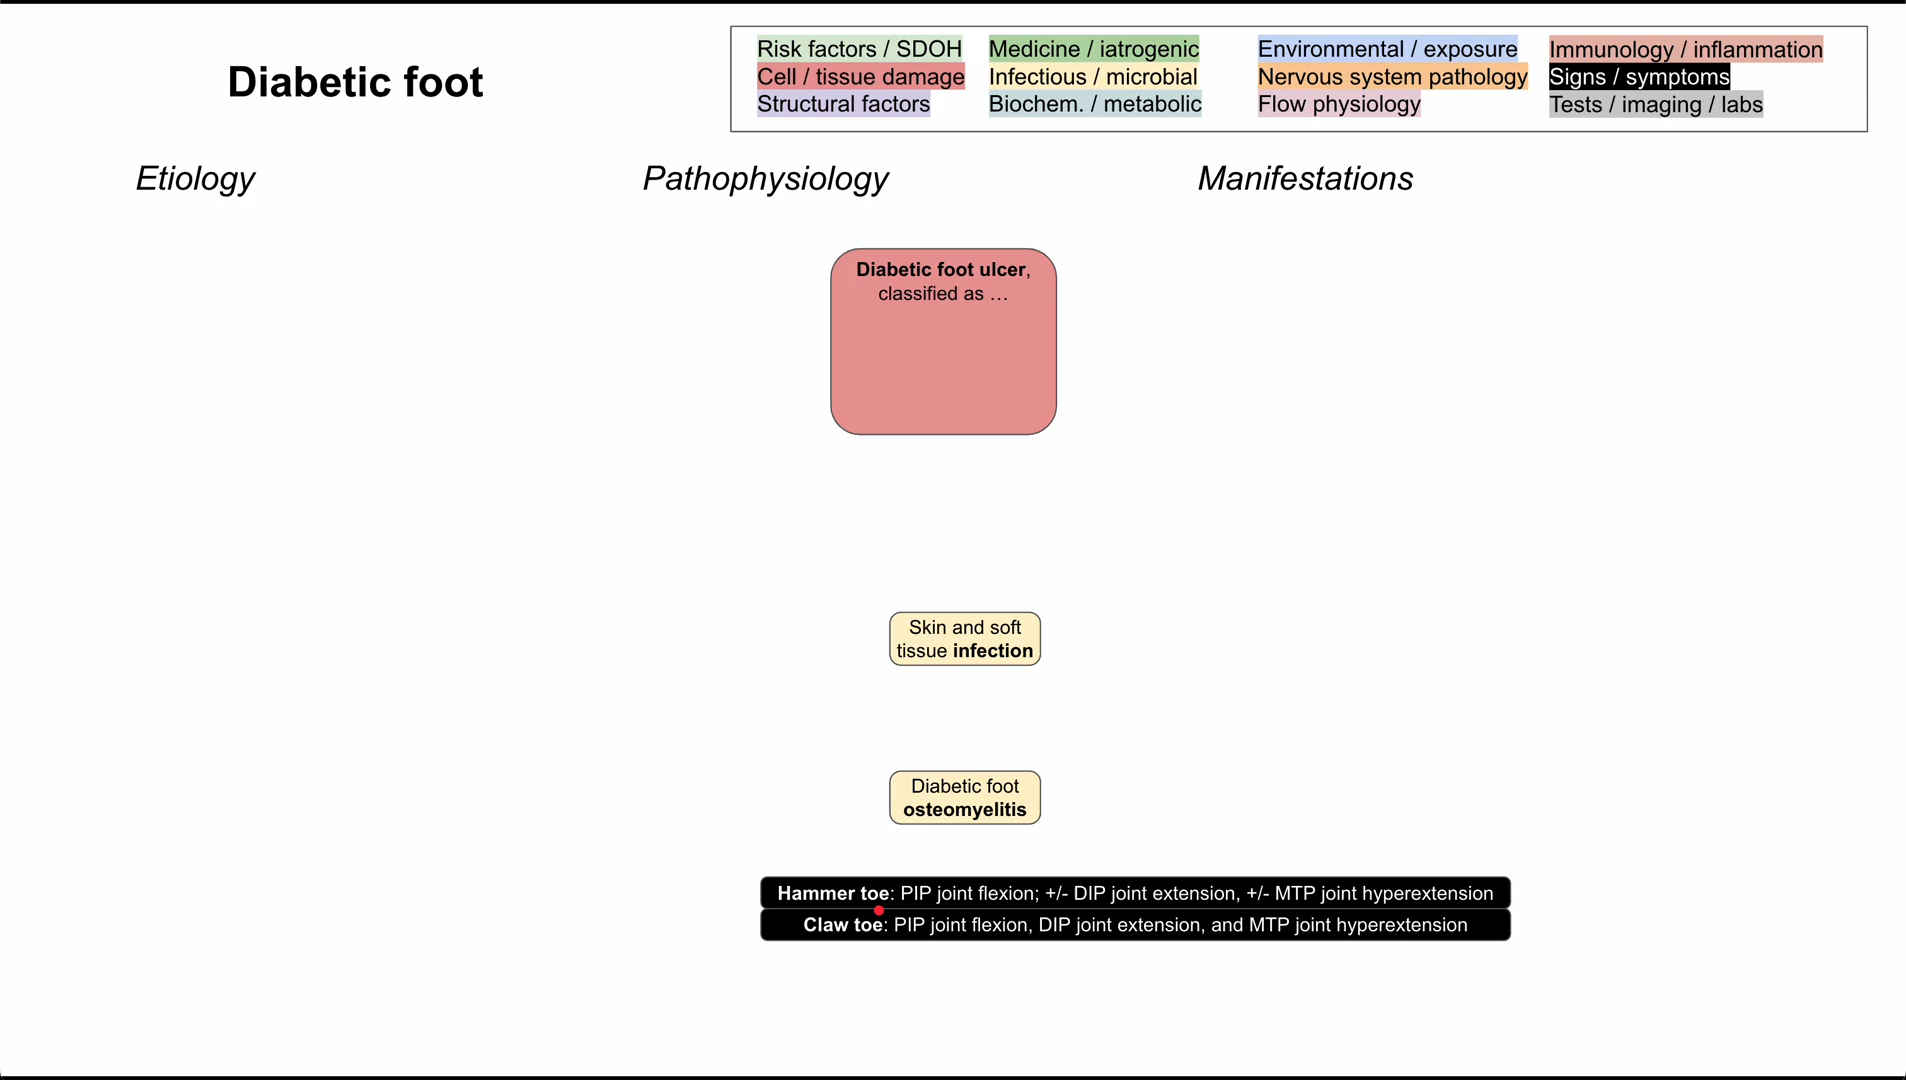 Diabetic foot
Risk factors / SDOH
Cell / tissue damage
Structural factors
Medicine / iatrogenic
Infectious / microbial
Biochem. / metabolic
Environmental / exposure
Nervous system pathology
Flow physiology
Immunology / inflammation
Signs / symptoms
Tests / imaging / labs
Etiology
Pathophysiology
Manifestations
Diabetic foot ulcer,
classified as …
Skin and soft
tissue infection
Diabetic foot
osteomyelitis
Hammer toe: PIP joint flexion; +/- DIP joint extension, +/- MTP joint hyperextension
Claw toe: PIP joint flexion, DIP joint extension, and MTP joint hyperextension